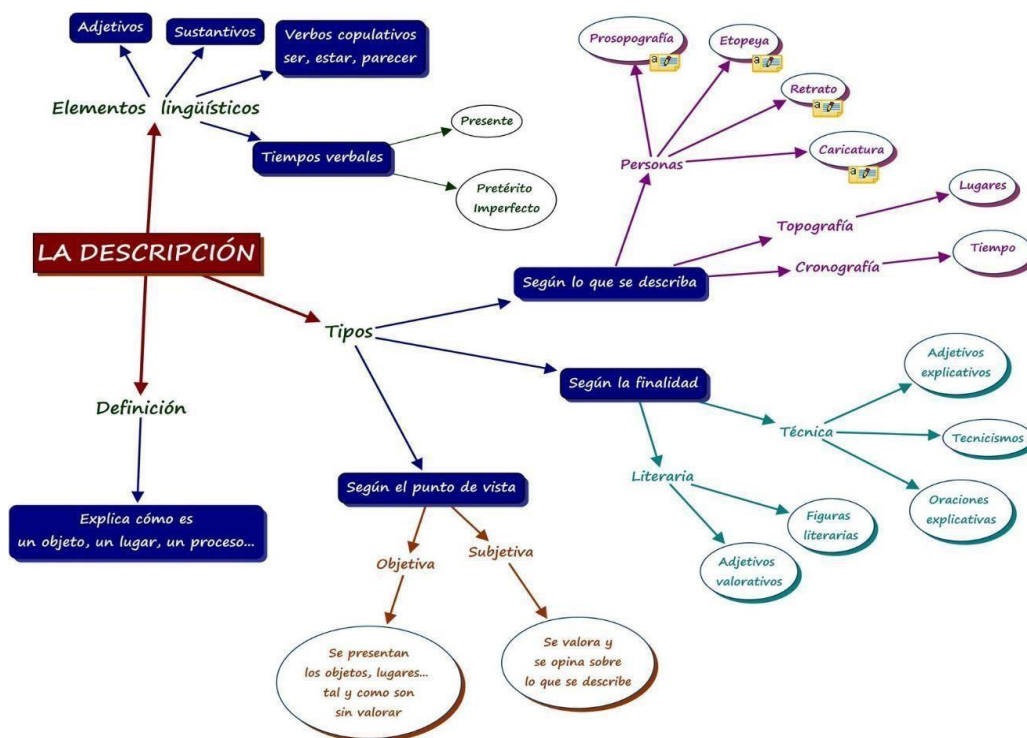 Adjetivos
Sustantivos
Verbos copulativos
ser, estar, parecer
Elementos lingüísticos
Tiempos verbales
Presente
Pretérito
Imperfecto
LA DESCRIPCIÓN
Definición
Explica cómo es
un objeto, un lugar, un proceso...
Tipos
Según lo que se describa
Personas
Prosopografía
a
Etopeya
a
Retrato
a
Caricatura
a
Topografía
Lugares
Cronografía
Tiempo
Según la finalidad
Técnica
Adjetivos
explicativos
Tecnicismos
Oraciones
explicativas
Literaria
Figuras
literarias
Adjetivos
valorativos
Según el punto de vista
Objetiva
Se presentan
los objetos, lugares...
tal y como son
sin valorar
Subjetiva
Se valora y
se opina sobre
lo que se describe